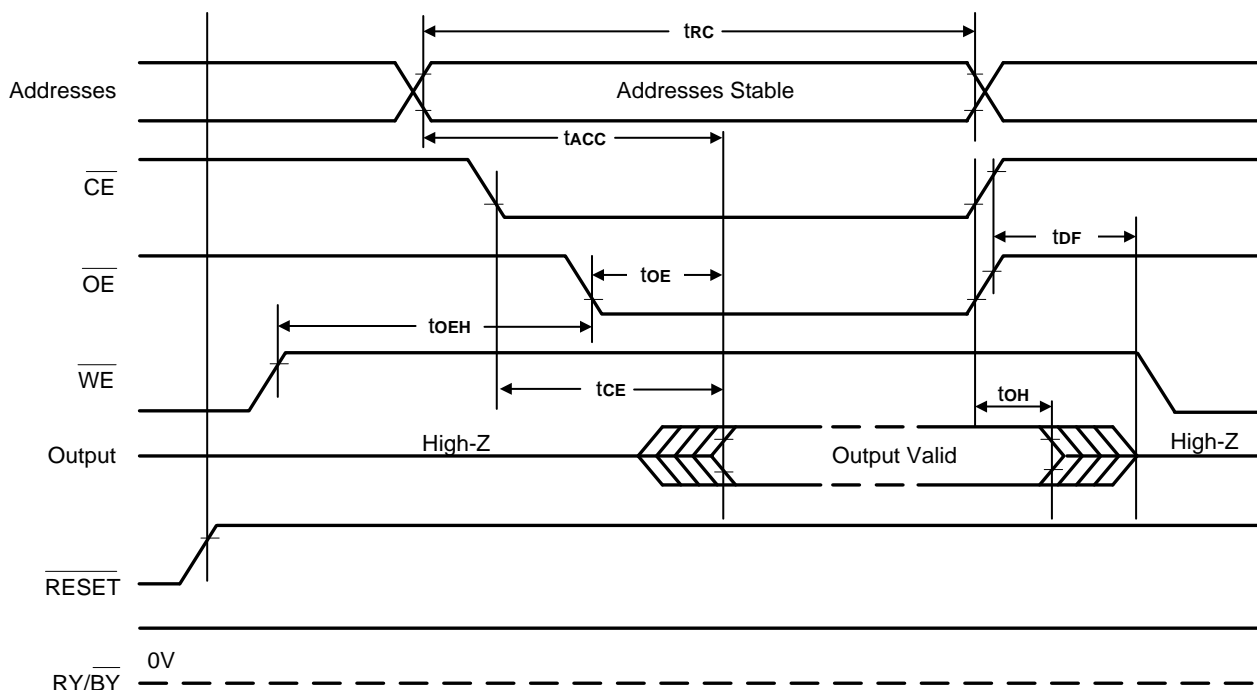 tRC
Addresses
Addresses Stable
tACC
CE
tDF
OE
tOE
tOEH
WE
tCE
tOH
Output
High-Z
Output Valid
High-Z
RESET
0V
RY/BY